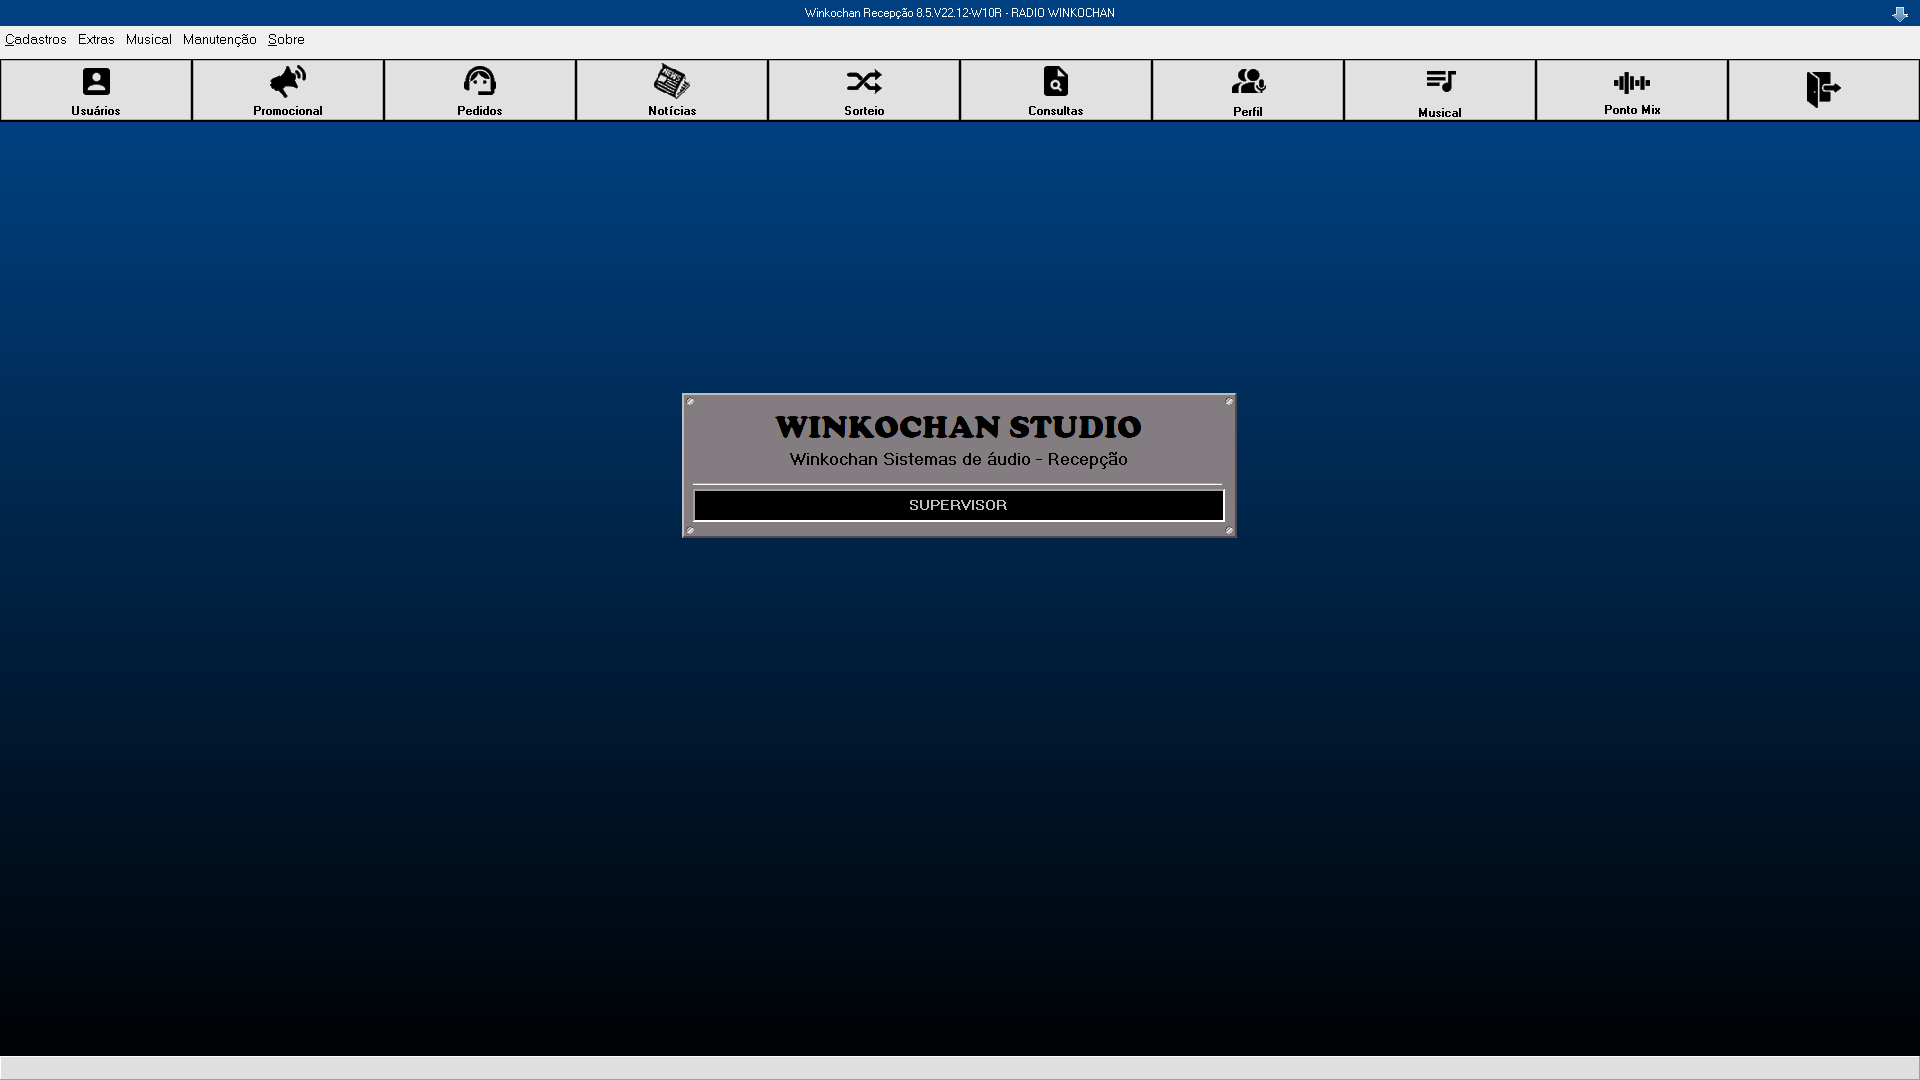 Winkochan Recepção 8.5.V22.12-W10R - RADIO WINKOCHAN
Cadastros Extras Musical Manutenção Sobre
NEWS
Usuários Promocional Pedidos Notícias Sorteio Consultas Perfil Musical Ponto Mix
WINKOCHAN STUDIO
Winkochan Sistemas de áudio - Recepção
SUPERVISOR